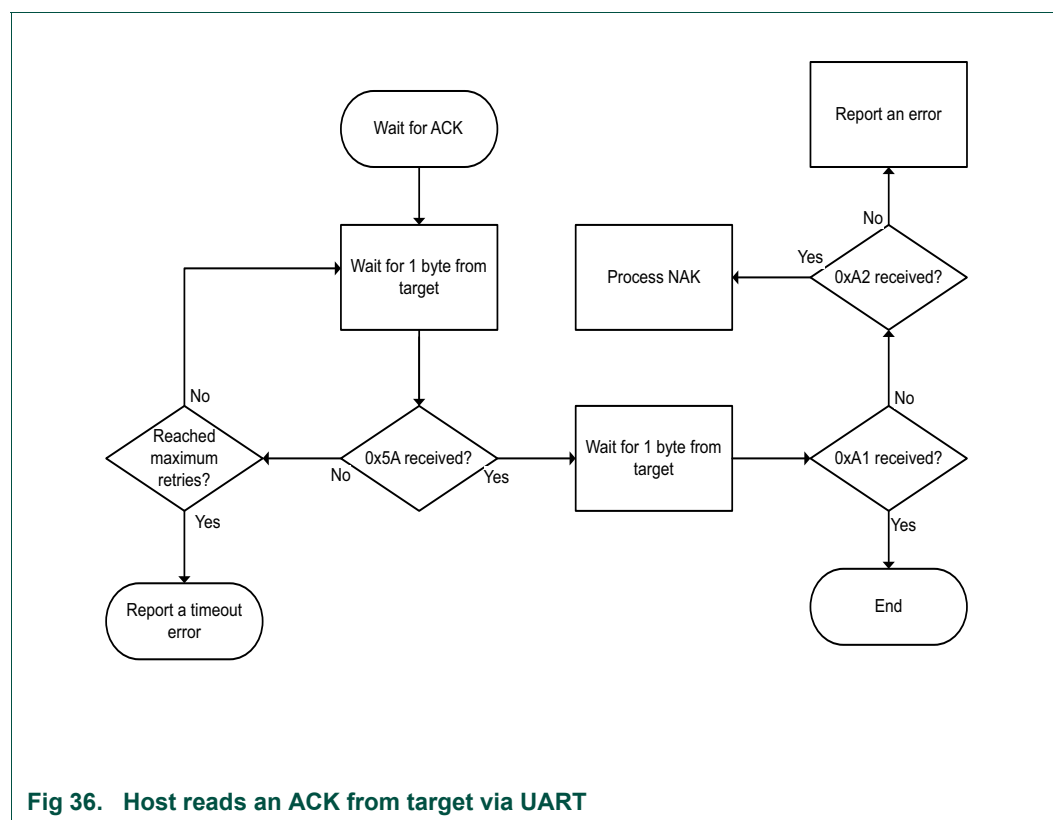 Wait for ACK
Report an error
No
Wait for 1 byte from
target
Process NAK
Yes
0xA2 received?
No
Reached
maximum
retries?
No
0x5A received?
Yes
Wait for 1 byte from
target
No
0xA1 received?
Yes
Yes
Report a timeout
error
End
Fig 36. Host reads an ACK from target via UART